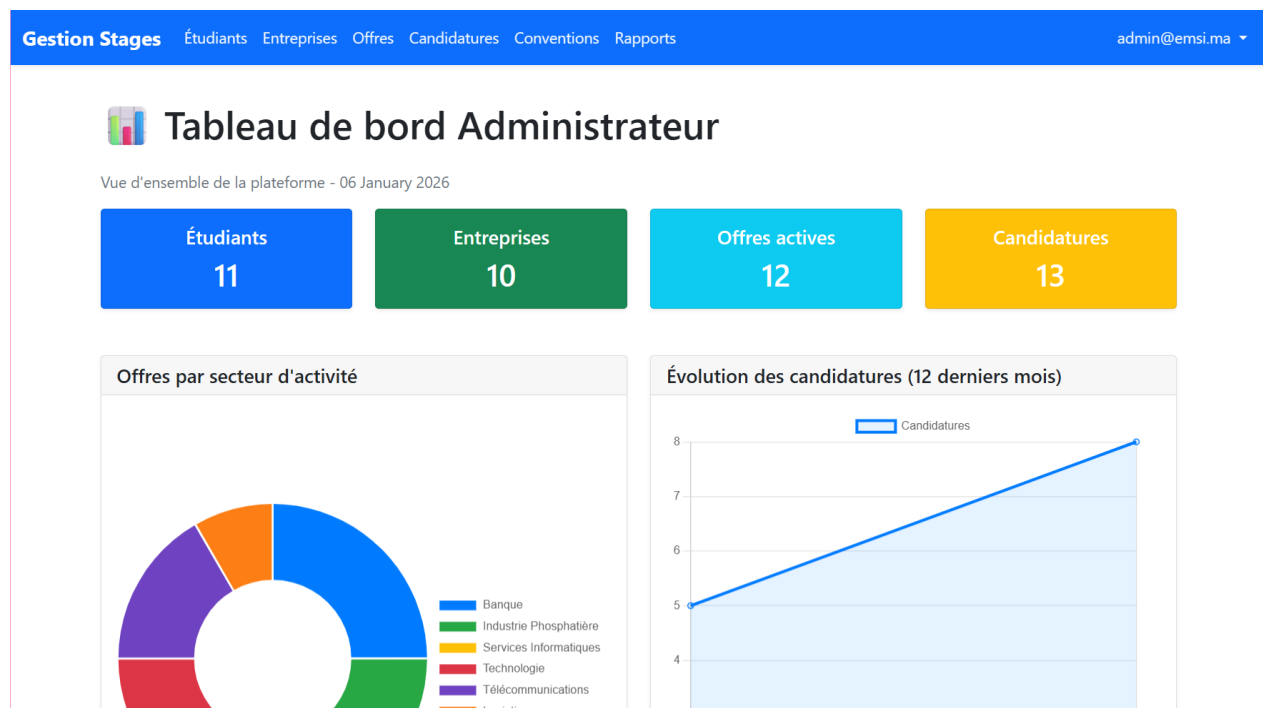 Gestion Stages Étudiants Entreprises Offres Candidatures Conventions Rapports admin@emsi.ma
Tableau de bord Administrateur
Vue d'ensemble de la plateforme - 06 January 2026
Étudiants
11
Entreprises
10
Offres actives
12
Candidatures
13
Offres par secteur d'activité
Banque
Industrie Phosphatière
Services Informatiques
Technologie
Télécommunications
Évolution des candidatures (12 derniers mois)
Candidatures
8
7
6
5
4